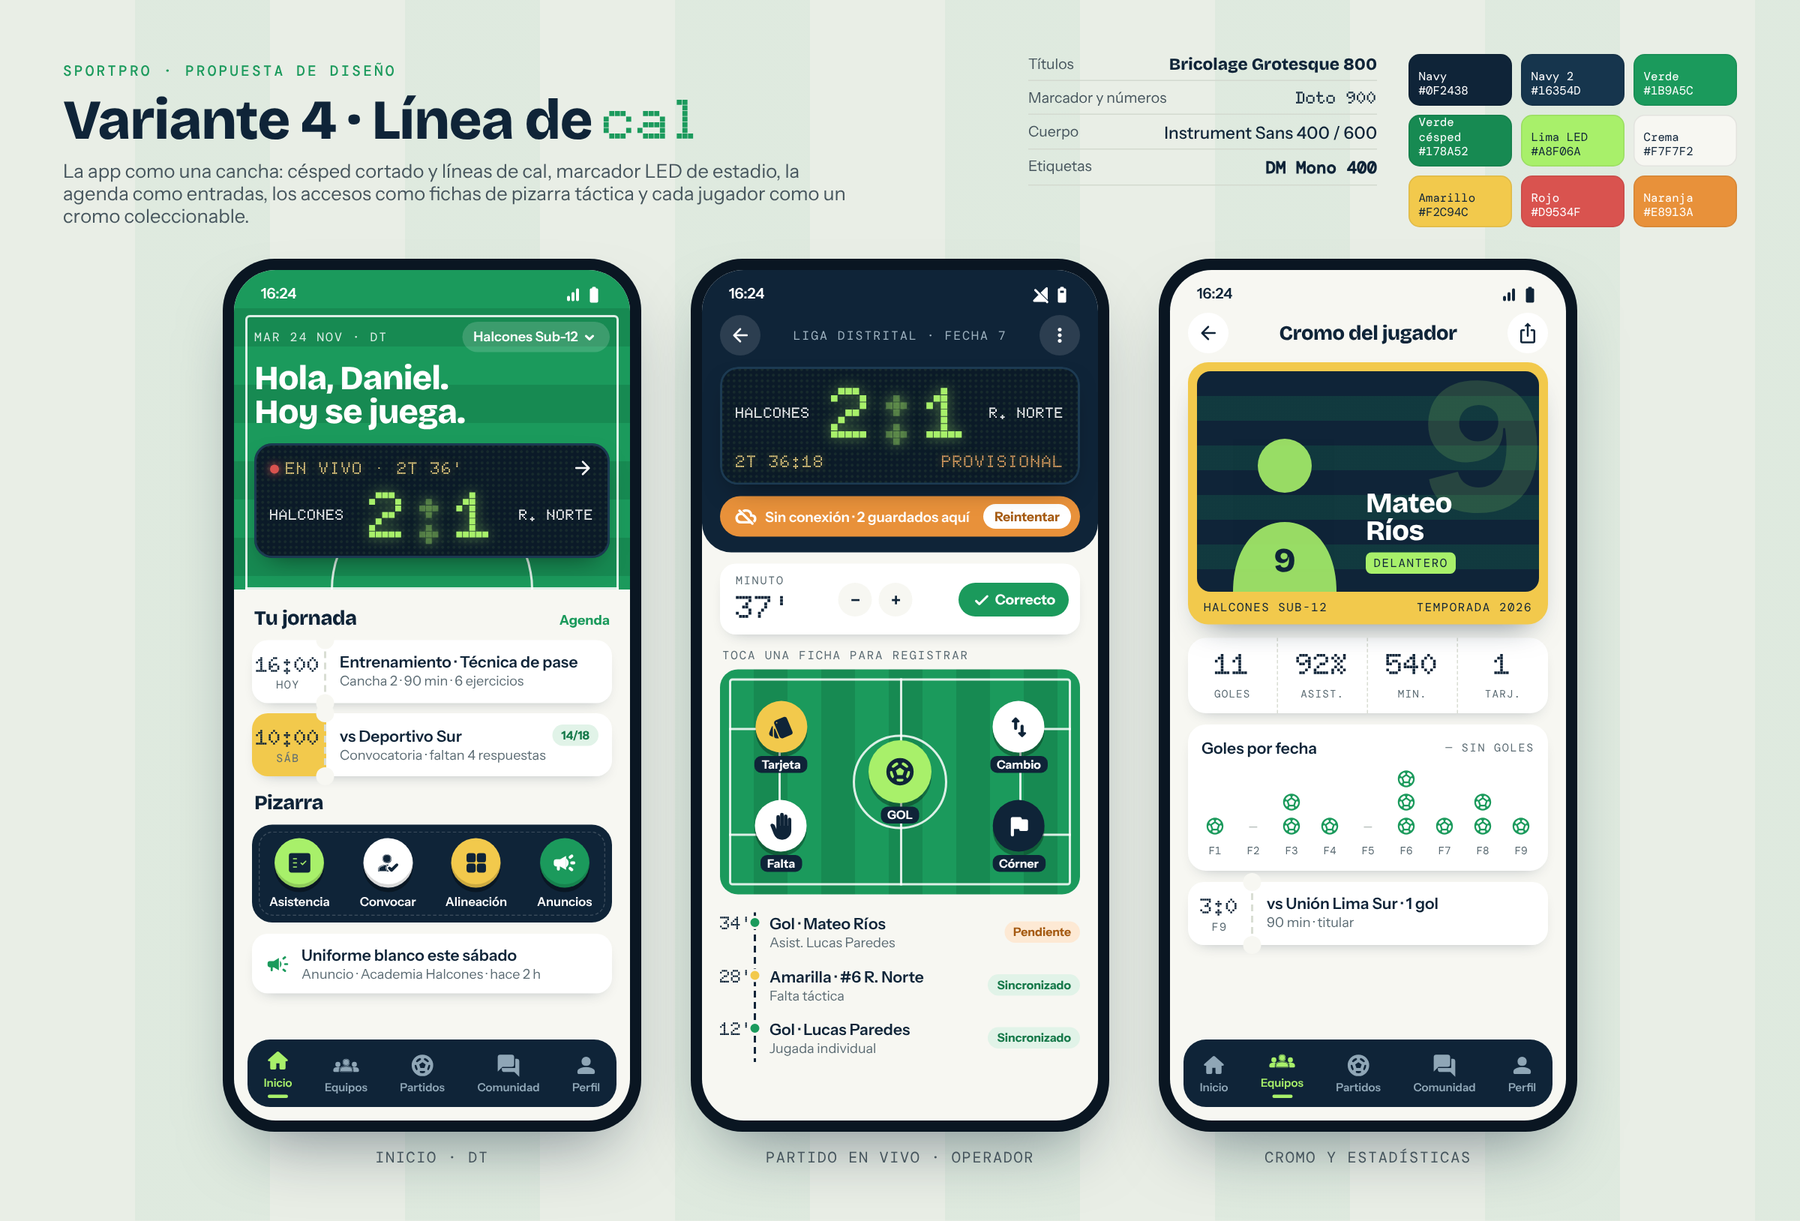 SPORTPRO · PROPUESTA DE DISEÑO
Variante 4 · Línea de cal
La app como una cancha: césped cortado y líneas de cal, marcador LED de estadio, la
agenda como entradas, los accesos como fichas de pizarra táctica y cada jugador como un
cromo coleccionable.
Títulos Bricolage Grotesque 800
Marcador y números Doto 900
Cuerpo Instrument Sans 400 / 600
Etiquetas DM Mono 400
Navy
#0F2438
Navy 2
#16354D
Verde
#1B9A5C
Verde
césped
#178A52
Lima LED
#A8F06A
Crema
#F7F7F2
Amarillo
#F2C94C
Rojo
#D9534F
Naranja
#E8913A
16:24
MAR 24 NOV · DT
Halcones Sub-12
Hola, Daniel.
Hoy se juega.
EN VIVO · 2T 36'
HALCONES 2:1 R. NORTE
Tu jornada Agenda
16:00
HOY
Entrenamiento · Técnica de pase
Cancha 2 · 90 min · 6 ejercicios
10:00
SÁB
vs Deportivo Sur
Convocatoria · faltan 4 respuestas
14/18
Pizarra
Asistencia Convocar Alineación Anuncios
Uniforme blanco este sábado
Anuncio · Academia Halcones · hace 2 h
Inicio Equipos Partidos Comunidad Perfil
INICIO · DT
16:24
LIGA DISTRITAL · FECHA 7
HALCONES 2:1 R. NORTE
2T 36:18 PROVISIONAL
Sin conexión · 2 guardados aquí Reintentar
MINUTO
37'
− +
Correcto
TOCA UNA FICHA PARA REGISTRAR
Tarjeta
Cambio
GOL
Falta
Córner
34' Gol · Mateo Ríos
Asist. Lucas Paredes
Pendiente
28' Amarilla · #6 R. Norte
Falta táctica
Sincronizado
12' Gol · Lucas Paredes
Jugada individual
Sincronizado
PARTIDO EN VIVO · OPERADOR
16:24
Cromo del jugador
9
Mateo
Ríos
9
DELANTERO
HALCONES SUB-12 TEMPORADA 2026
11 92% 540 1
GOLES ASIST. MIN. TARJ.
Goles por fecha — SIN GOLES
– –
F1 F2 F3 F4 F5 F6 F7 F8 F9
3:0
F9
vs Unión Lima Sur · 1 gol
90 min · titular
Inicio Equipos Partidos Comunidad Perfil
CROMO Y ESTADÍSTICAS